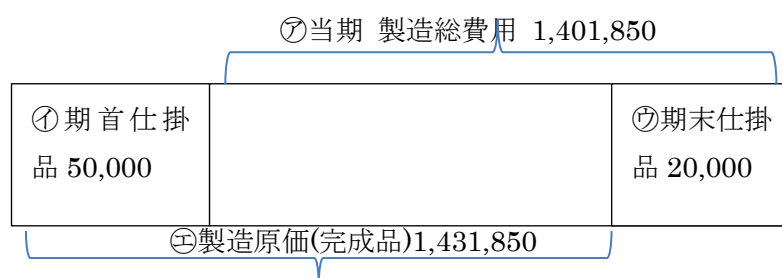 ㋐当期 製造総費用 1,401,850
㋑期首仕掛
品 50,000
㋒期末仕掛
品 20,000
㋓製造原価(完成品)1,431,850